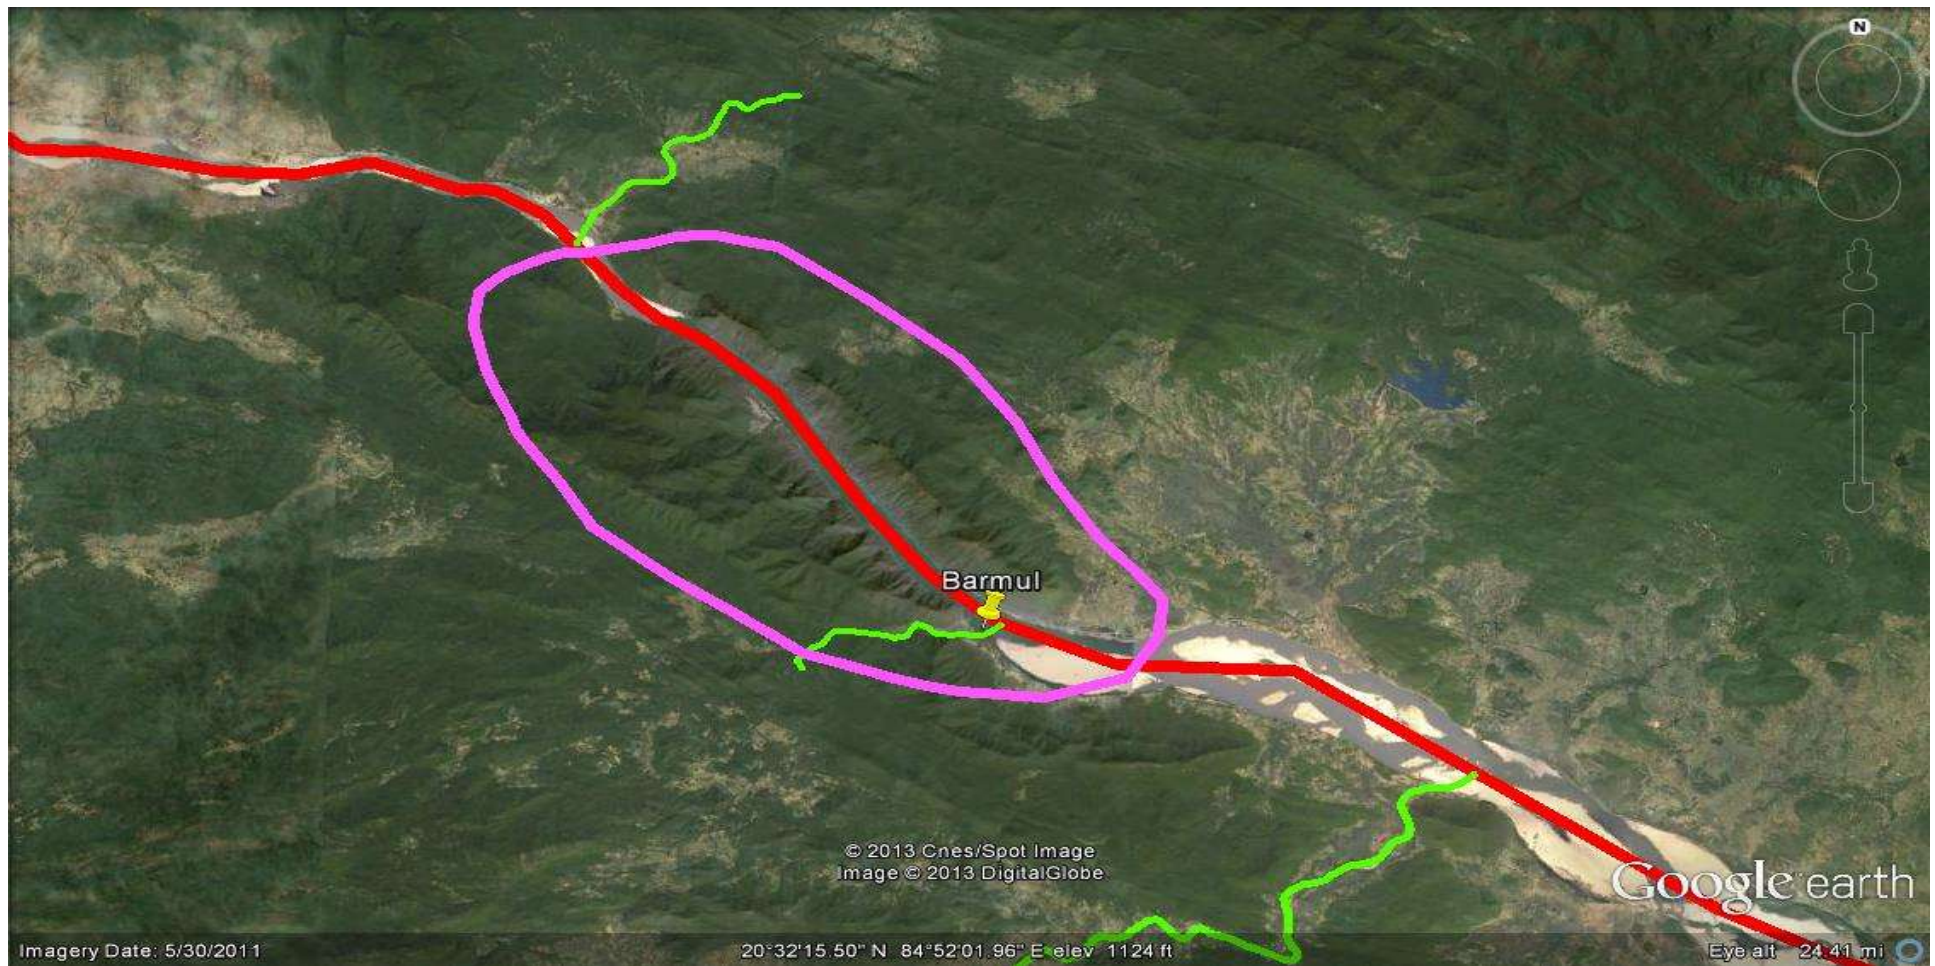 N
Barmul
© 2013 Cnes/Spot Image
Image © 2013 DigitalGlobe
Google earth
Imagery Date: 5/30/2011
20°32'15.50" N 84°52'01.96" E elev 1124 ft
Eye alt 24.41 mi